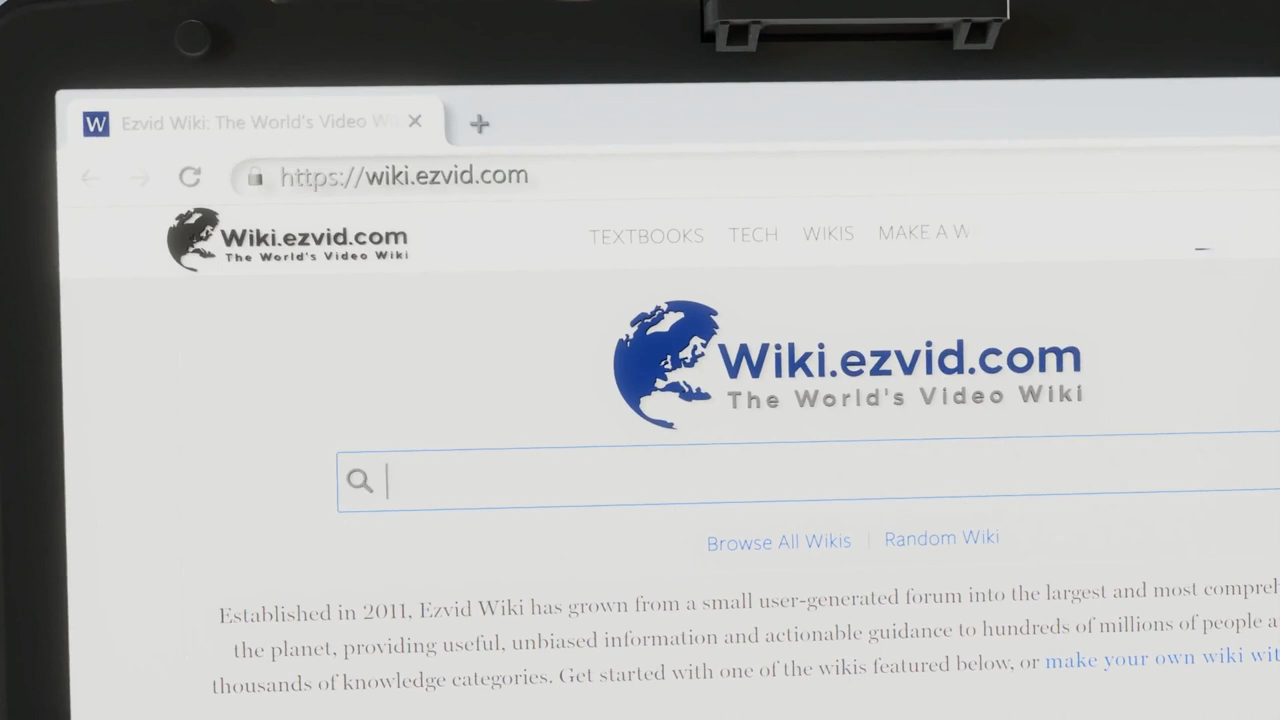 W Ezvid Wiki: The World's Video
https://wiki.ezvid.com
Wiki.ezvid.com
The World's Video Wiki
TEXTBOOKS TECH WIKIS MAKE A W
Wiki.ezvid.com
The World's Video Wiki
Browse All Wikis | Random Wiki
Established in 2011, Ezvid Wiki has grown from a small user-generated forum into the largest and most compreh
the planet, providing useful, unbiased information and actionable guidance to hundreds of millions of people a
thousands of knowledge categories. Get started with one of the wikis featured below, or make your own wiki wit